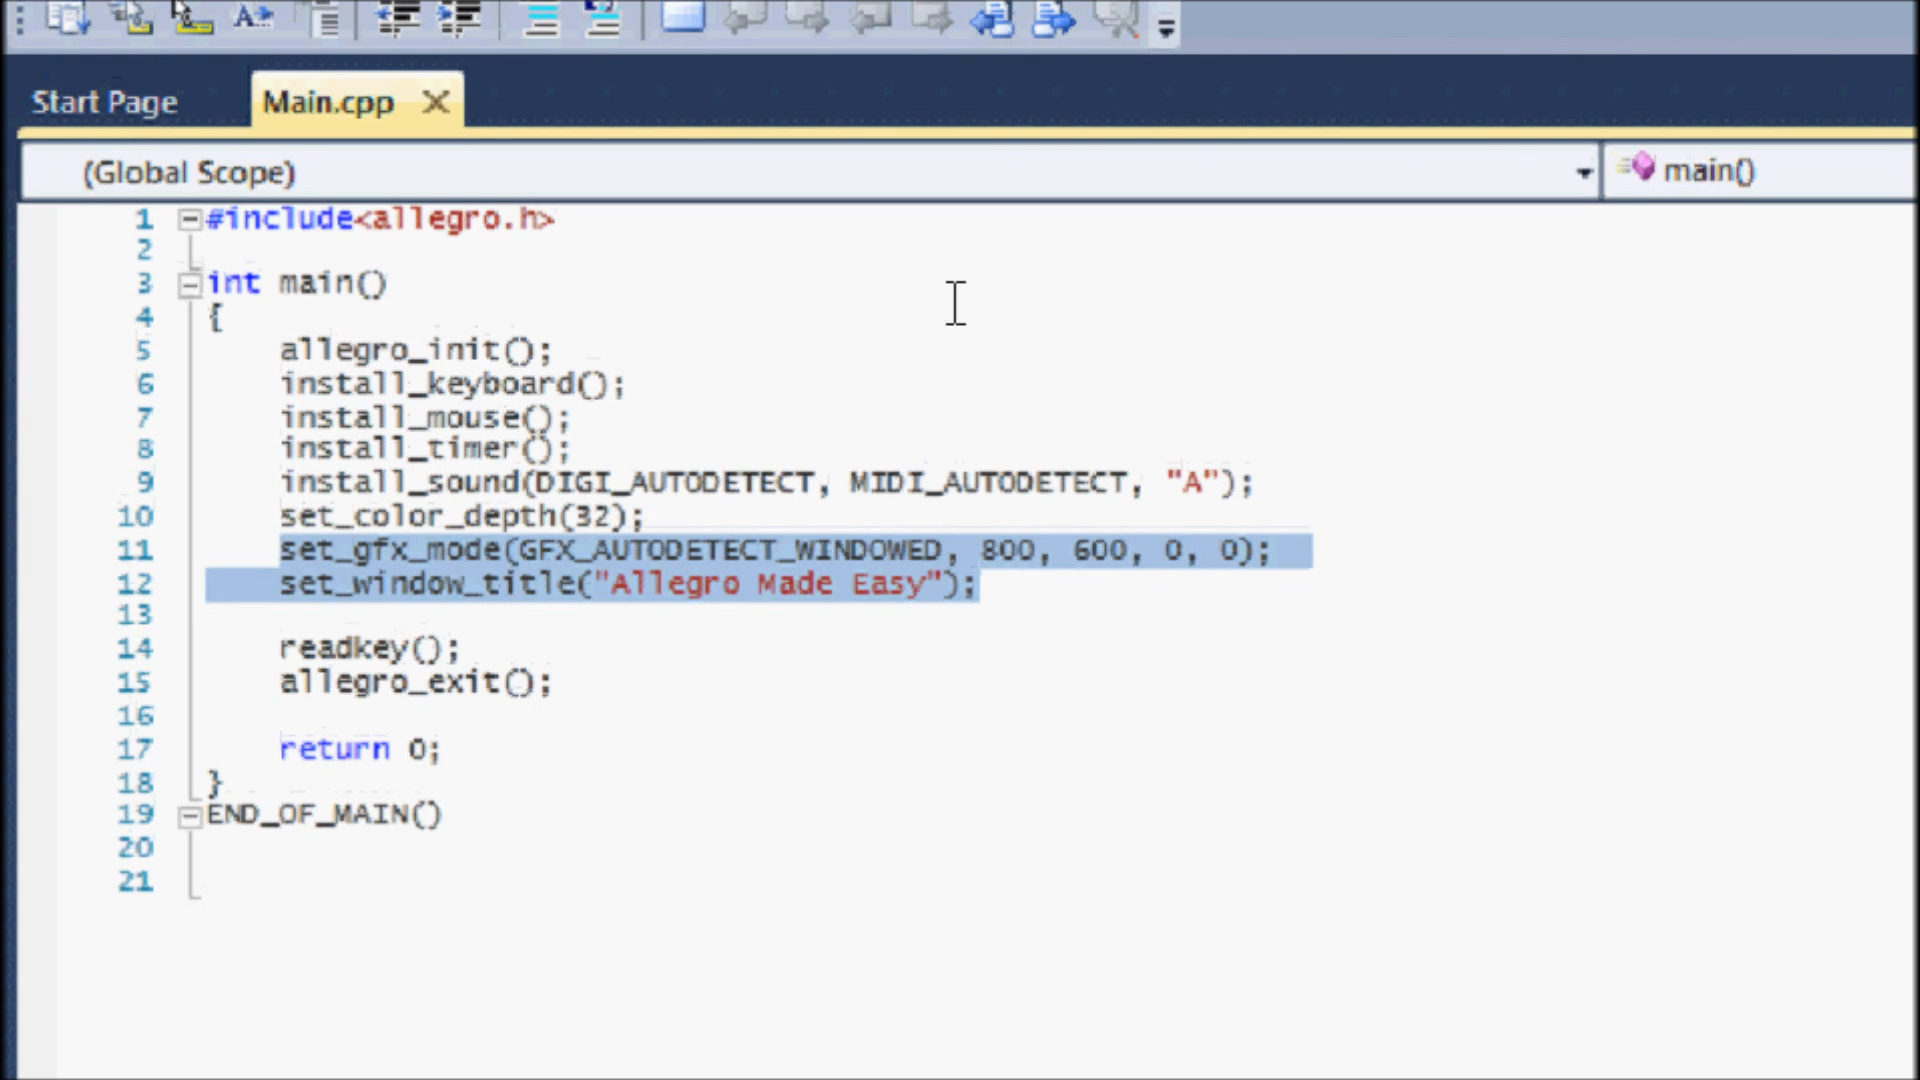 Start Page
Main.cpp
(Global Scope)
main()
1 #include<allegro.h>
2
3 int main()
4 {
5 allegro_init();
6 install_keyboard();
7 install_mouse();
8 install_timer();
9 install_sound(DIGI_AUTODETECT, MIDI_AUTODETECT, "A");
10 set_color_depth(32);
11 set_gfx_mode(GFX_AUTODETECT_WINDOWED, 800, 600, 0, 0);
12 set_window_title("Allegro Made Easy");
13
14 readkey();
15 allegro_exit();
16
17 return 0;
18 }
19 END_OF_MAIN()
20
21